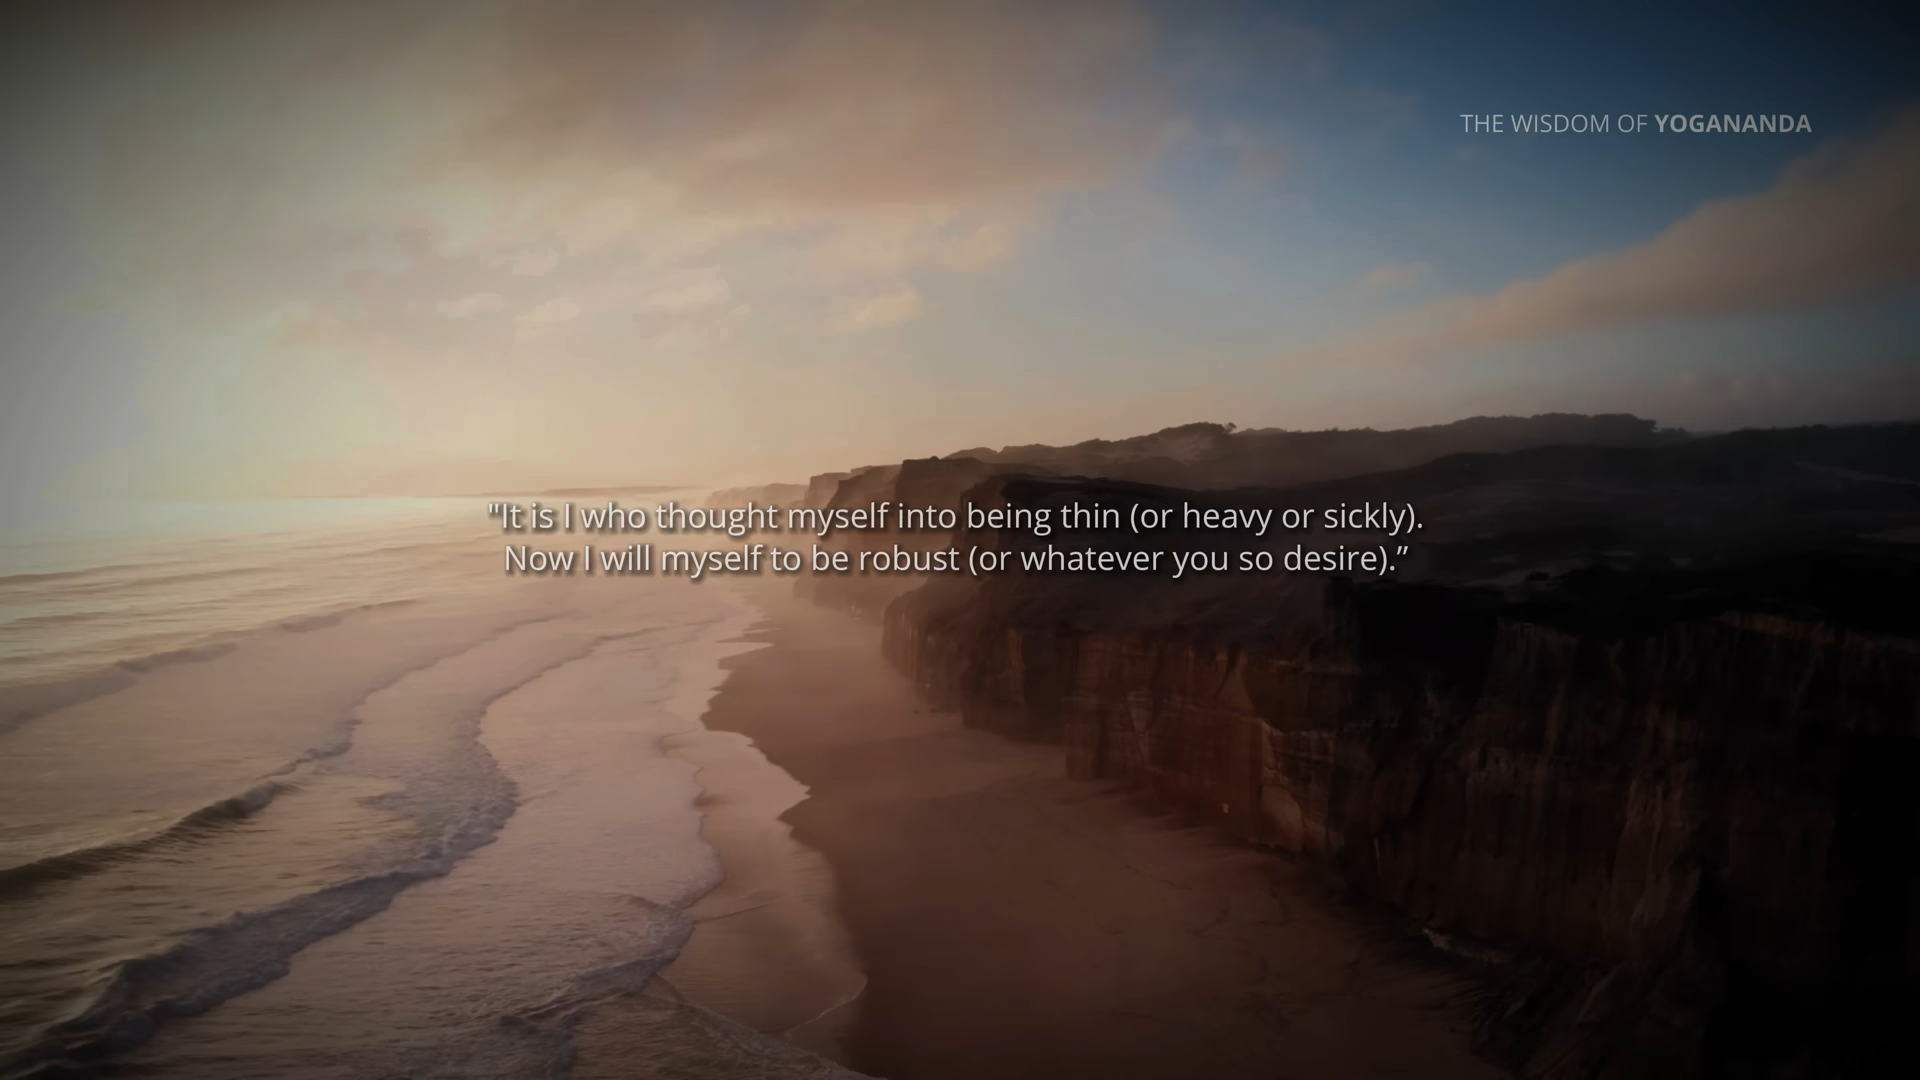 THE WISDOM OF YOGANANDA
"It is I who thought myself into being thin (or heavy or sickly).
Now I will myself to be robust (or whatever you so desire).”